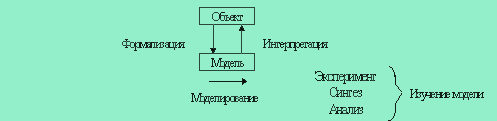 Объект
Формализация
Интерпретация
Модель
Моделирование
Эксперимент
Синтез
Анализ
Изучение модели